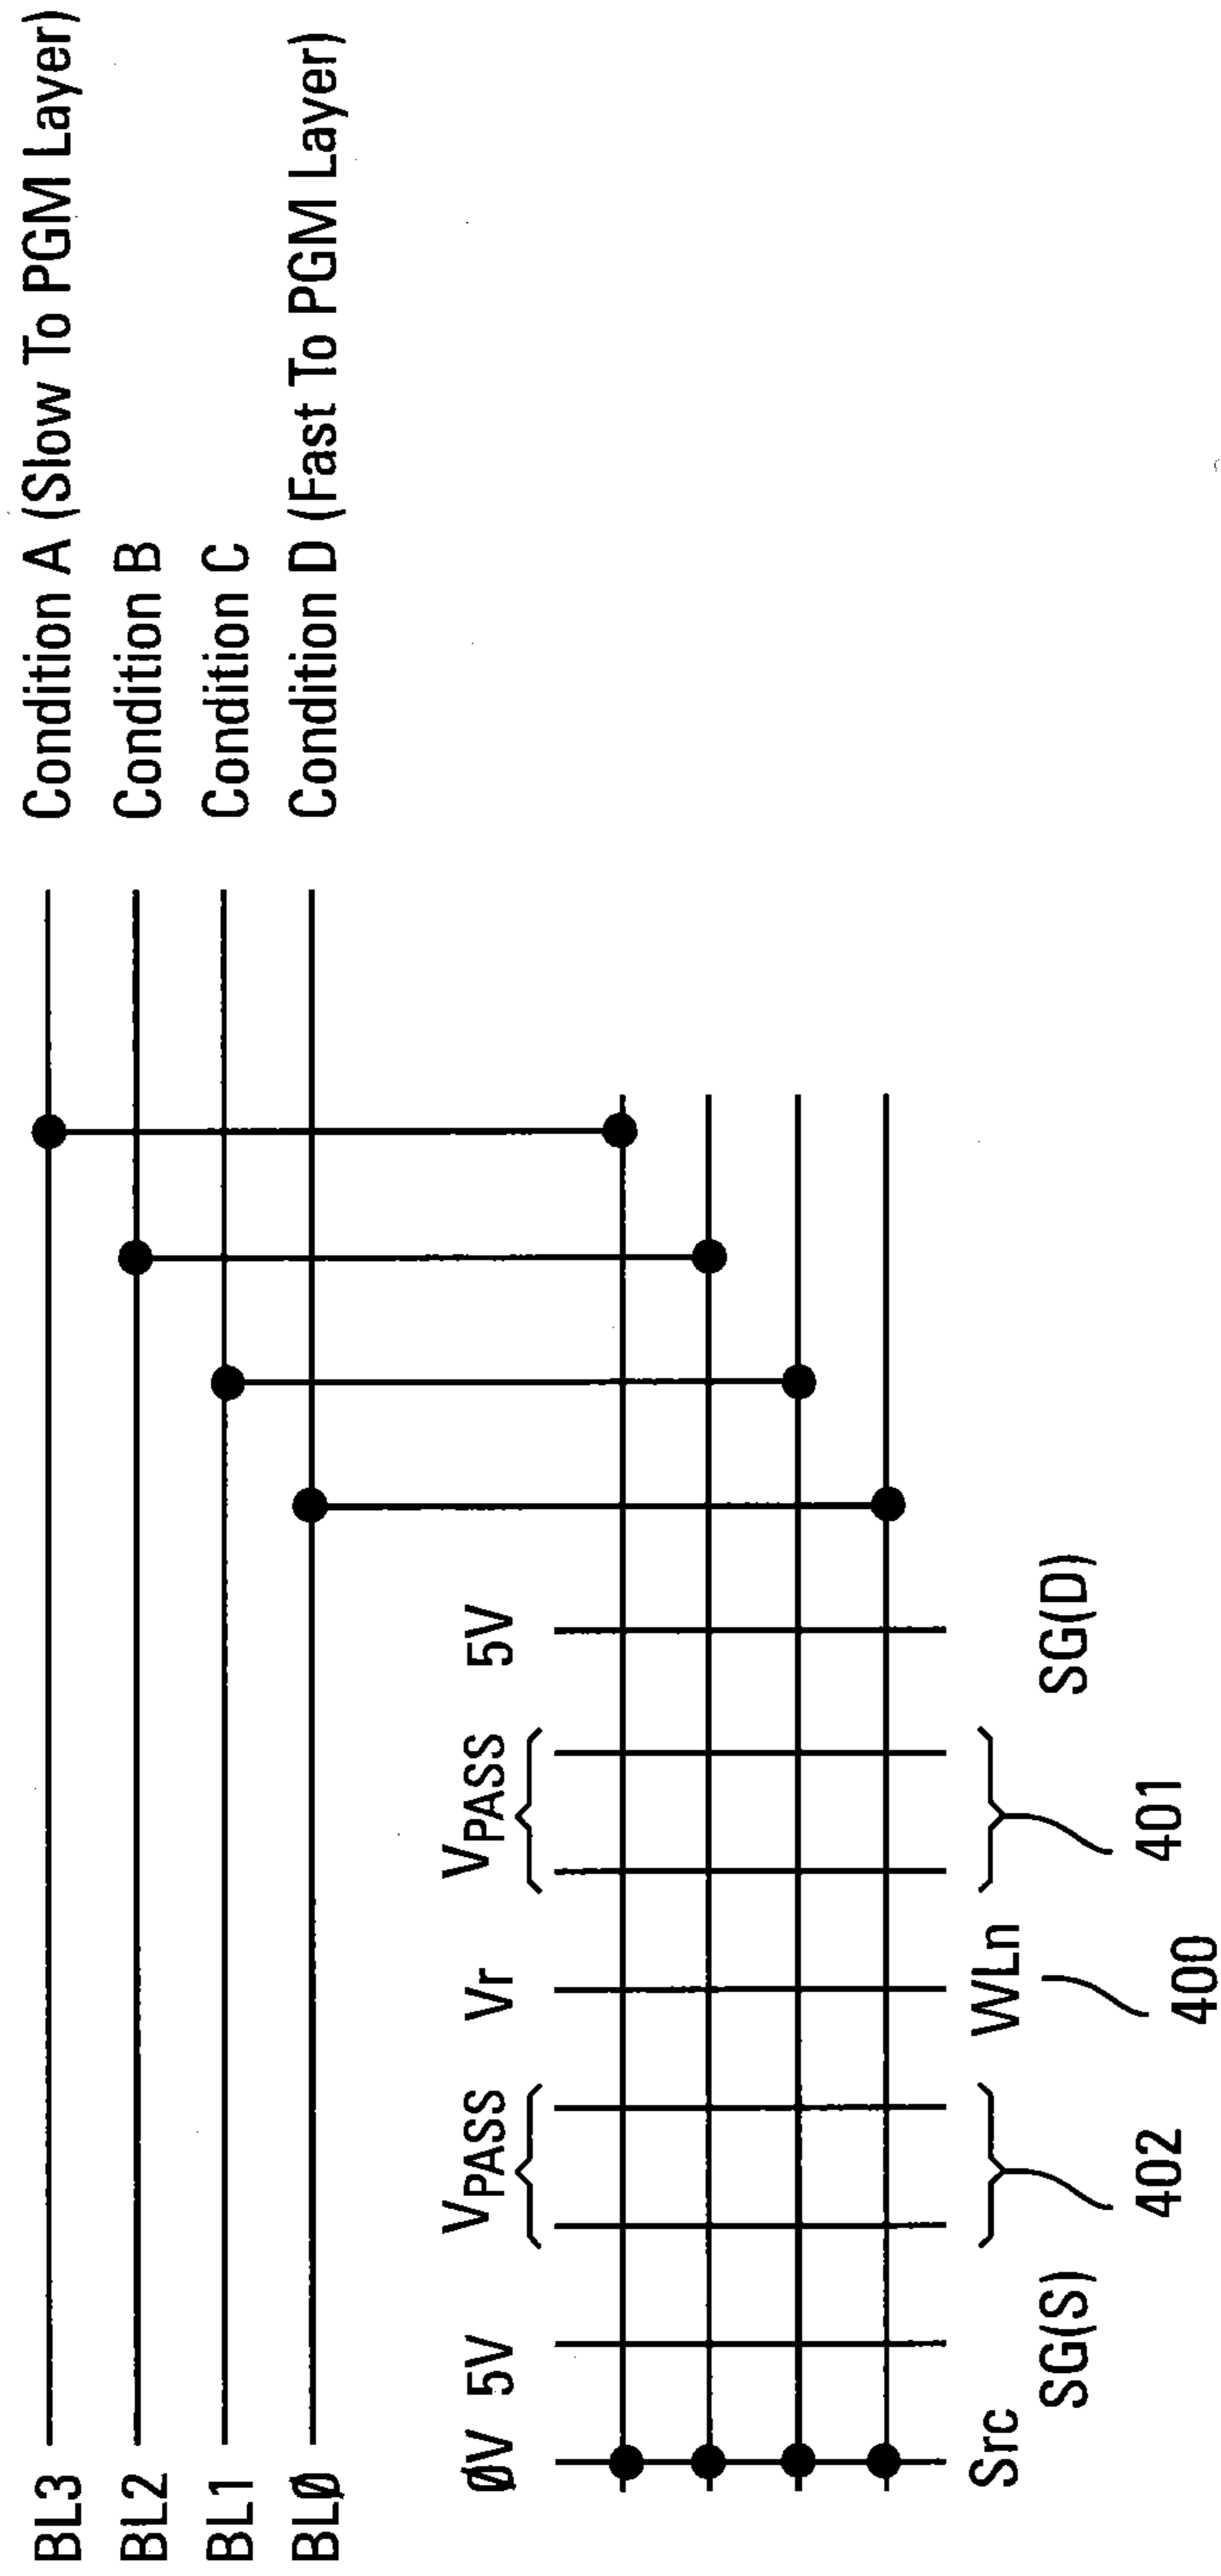 BL3 Condition A (Slow To PGM Layer)
BL2 Condition B
BL1 Condition C
BLØ Condition D (Fast To PGM Layer)
ØV 5V VPASS Vr VPASS 5V
Src SG(S) WLn SG(D)
402 400 401